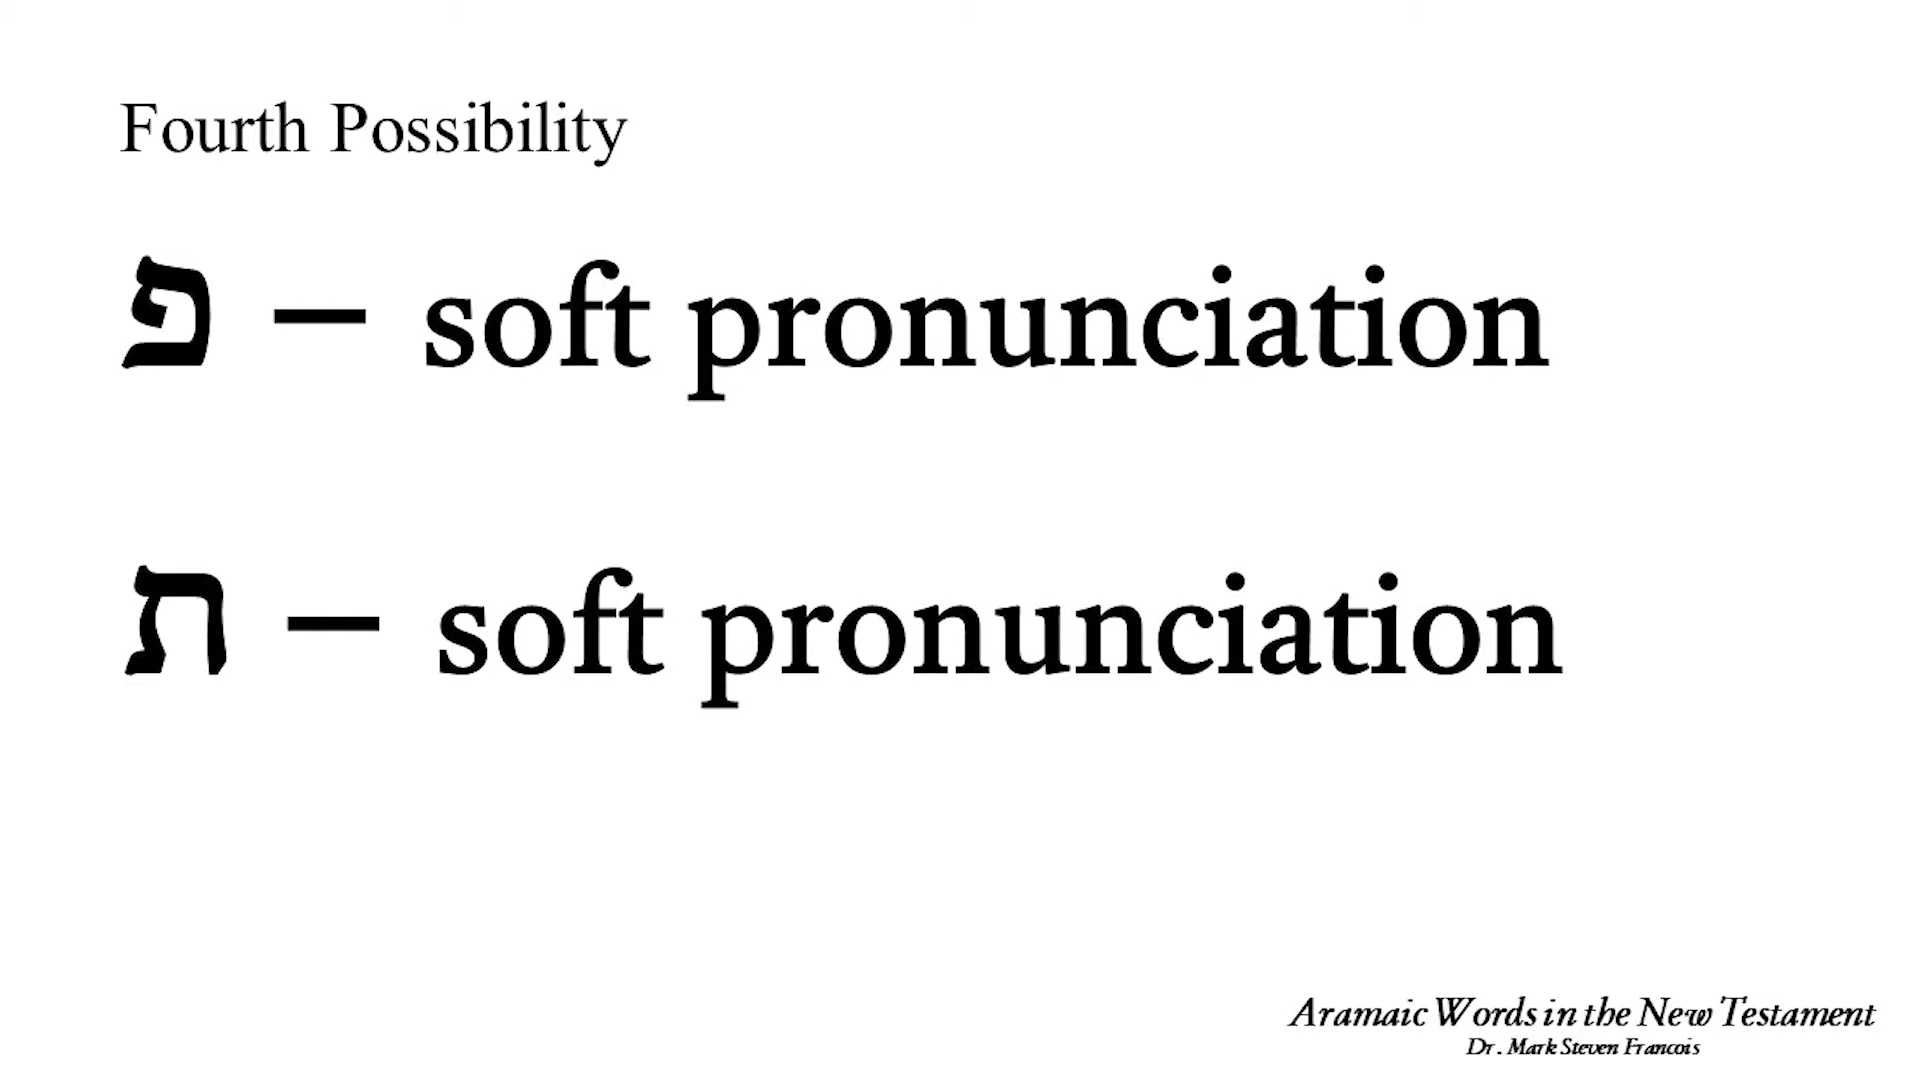 Fourth Possibility
פ – soft pronunciation
ת – soft pronunciation
Aramaic Words in the New Testament
Dr. Mark Steven Francois